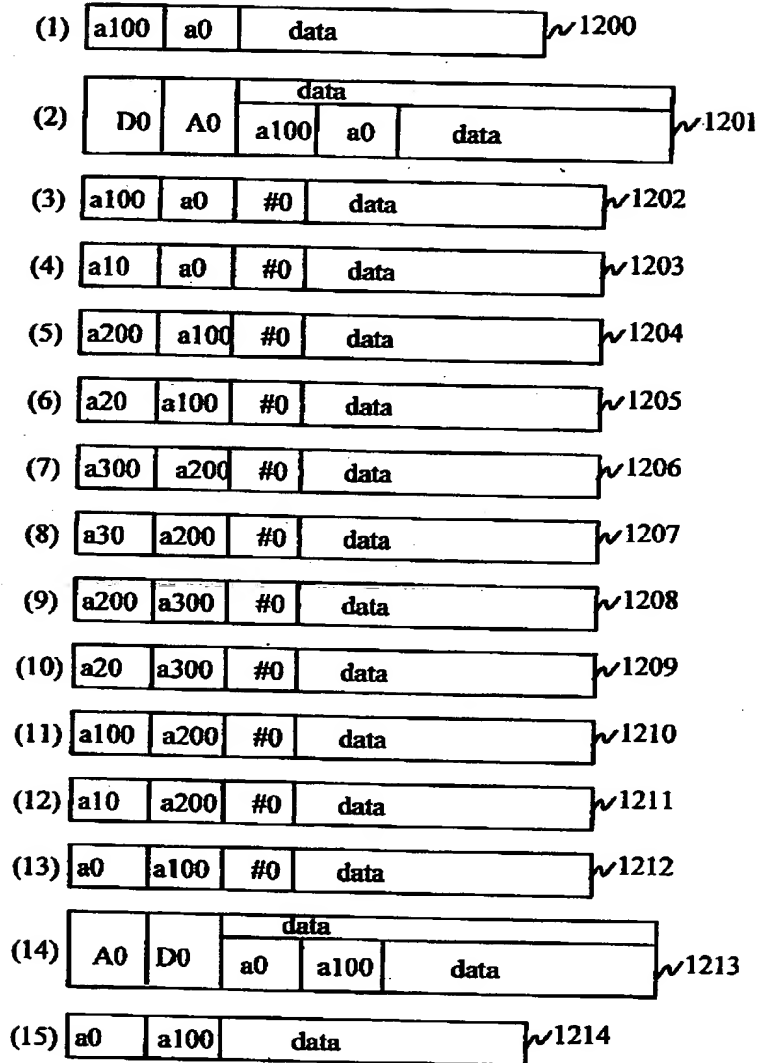 (1) a100 a0 data 1200
data
(2) D0 A0 a100 a0 data 1201
(3) a100 a0 #0 data 1202
(4) a10 a0 #0 data 1203
(5) a200 a100 #0 data 1204
(6) a20 a100 #0 data 1205
(7) a300 a200 #0 data 1206
(8) a30 a200 #0 data 1207
(9) a200 a300 #0 data 1208
(10) a20 a300 #0 data 1209
(11) a100 a200 #0 data 1210
(12) a10 a200 #0 data 1211
(13) a0 a100 #0 data 1212
data
(14) A0 D0 a0 a100 data 1213
(15) a0 a100 data 1214